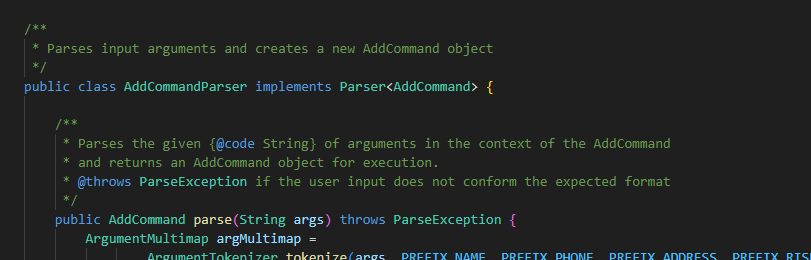 /**
 * Parses input arguments and creates a new AddCommand object
 */
public class AddCommandParser implements Parser<AddCommand> {
/**
 * Parses the given {@code String} of arguments in the context of the AddCommand
 * and returns an AddCommand object for execution.
 * @throws ParseException if the user input does not conform the expected format
 */
public AddCommand parse(String args) throws ParseException {
ArgumentMultimap argMultimap =
ArgumentTokenizer.tokenize(args, PREFIX_NAME, PREFIX_PHONE, PREFIX_ADDRESS, PREFIX_RIS